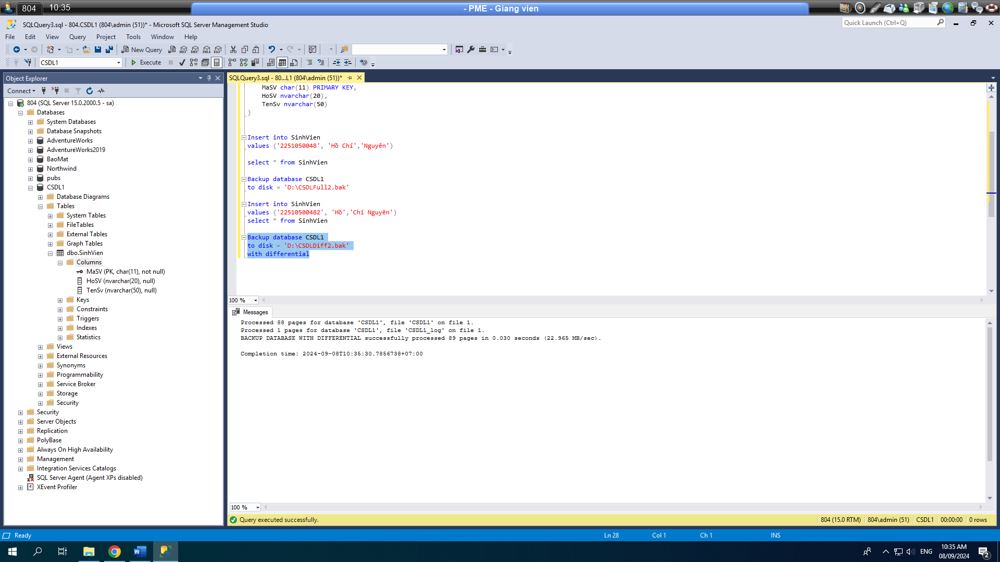 804
10:35
- PME - Giang vien
SQLQuery3.sql - 804.CSDL1 (804\admin (51))* - Microsoft SQL Server Management Studio
Quick Launch (Ctrl+Q)
File Edit View Query Project Tools Window Help
New Query
MDX DMX XMLA DAX
CSDL1
Execute
Object Explorer
Connect
804 (SQL Server 15.0.2000.5 - sa)
Databases
System Databases
Database Snapshots
AdventureWorks
AdventureWorks2019
BaoMat
Northwind
pubs
CSDL1
Database Diagrams
Tables
System Tables
FileTables
External Tables
Graph Tables
dbo.SinhVien
Columns
MaSV (PK, char(11), not null)
HoSV (nvarchar(20), null)
TenSv (nvarchar(50), null)
Keys
Constraints
Triggers
Indexes
Statistics
Views
External Resources
Synonyms
Programmability
Service Broker
Storage
Security
Security
Server Objects
Replication
PolyBase
Always On High Availability
Management
Integration Services Catalogs
SQL Server Agent (Agent XPs disabled)
XEvent Profiler
SQLQuery3.sql - 80...L1 (804\admin (51))*
MaSV char(11) PRIMARY KEY,
HoSV nvarchar(20),
TenSv nvarchar(50)
)
Insert into SinhVien
values ('2251050048', 'Hồ Chí','Nguyên')
select * from SinhVien
Backup database CSDL1
to disk = 'D:\CSDLFull2.bak'
Insert into SinhVien
values ('22510500482', 'Hồ','Chí Nguyên')
select * from SinhVien
Backup database CSDL1
to disk = 'D:\CSDLDiff2.bak'
with differential
100 %
Messages
Processed 88 pages for database 'CSDL1', file 'CSDL1' on file 1.
Processed 1 pages for database 'CSDL1', file 'CSDL1_log' on file 1.
BACKUP DATABASE WITH DIFFERENTIAL successfully processed 89 pages in 0.030 seconds (22.965 MB/sec).
Completion time: 2024-09-08T10:35:30.7856738+07:00
100 %
Query executed successfully.
804 (15.0 RTM) 804\admin (51) CSDL1 00:00:00 0 rows
Ready
Ln 28 Col 1 Ch 1 INS
ENG
10:35 AM
08/09/2024
2